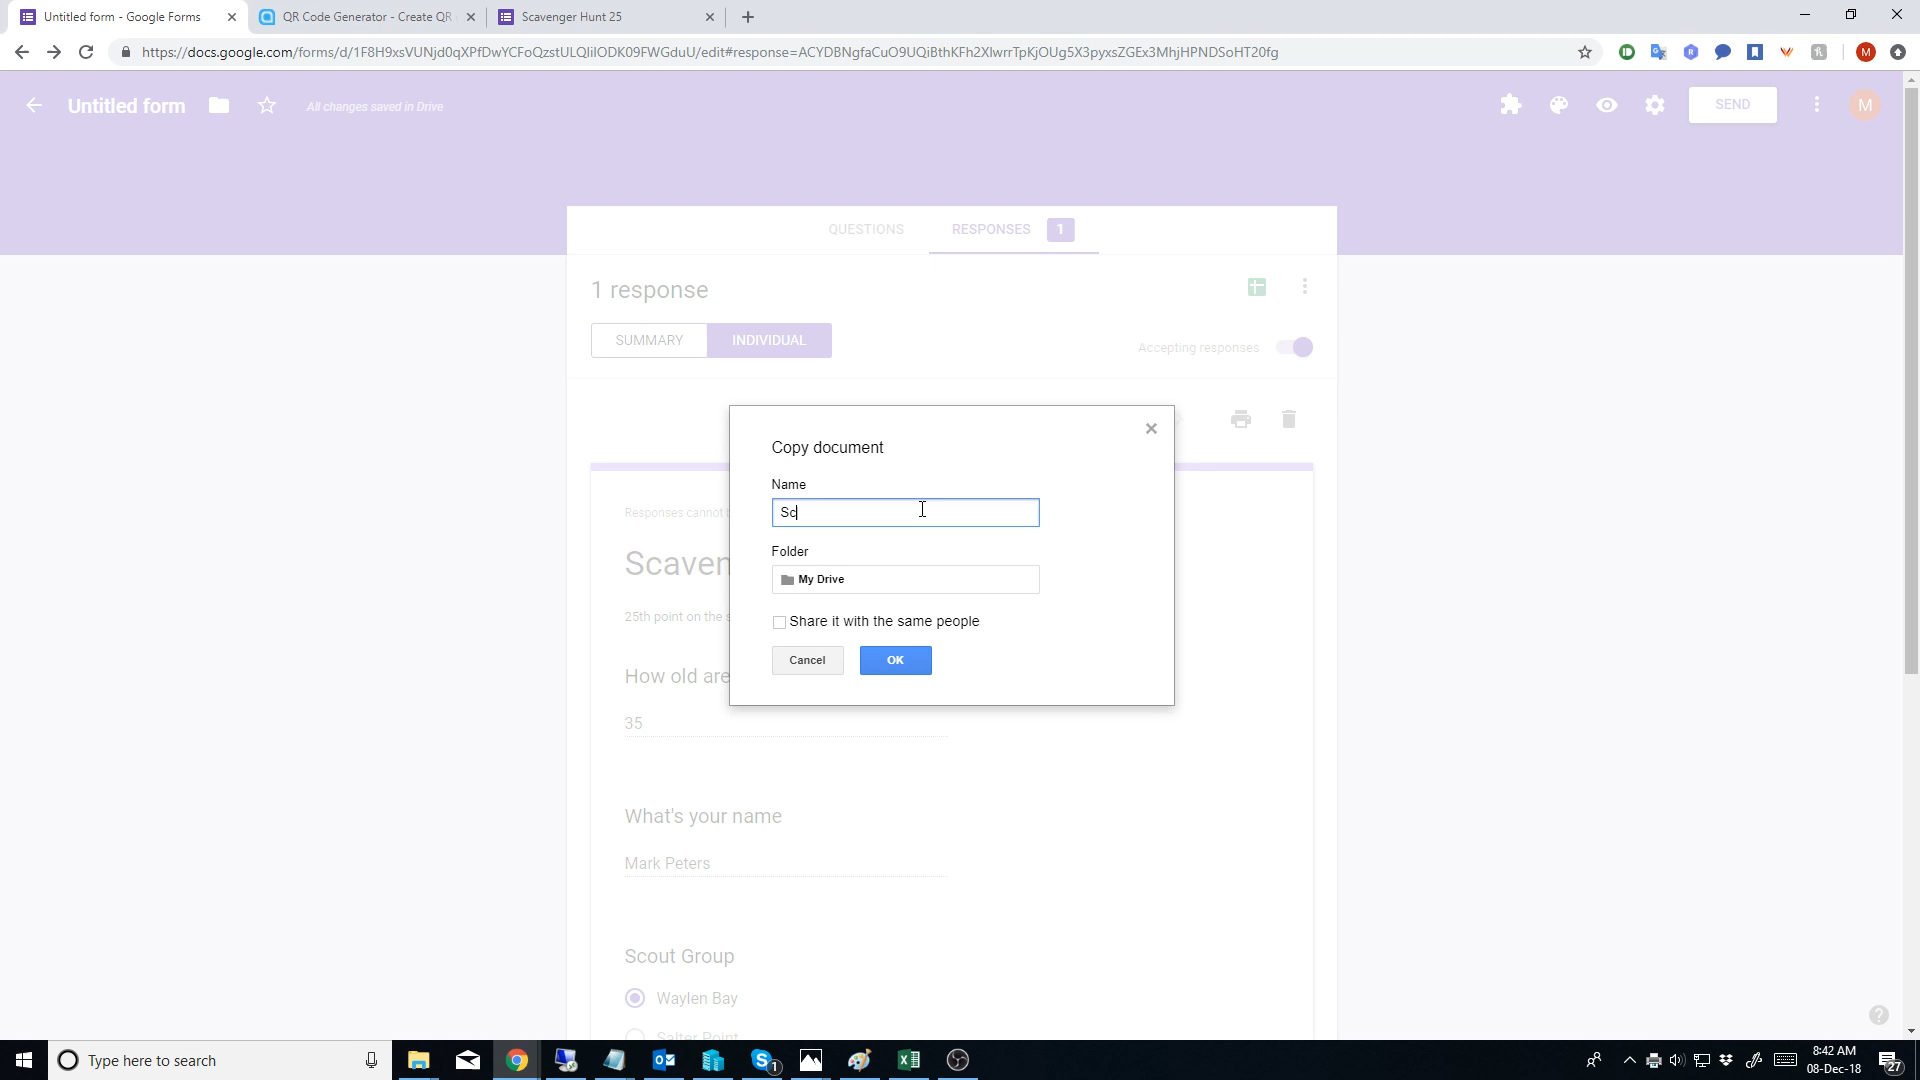 Untitled form - Google Forms
QR Code Generator - Create QR
Scavenger Hunt 25
https://docs.google.com/forms/d/1F8H9xsVUNjd0qXPfDwYCFoQzstULQliIODK09FWGduU/edit#response=ACYDBNgfaCuO9UQiBthKFh2XlwrrTpKjOUg5X3pyxsZGEx3MhjHPNDSoHT20fg
M
Untitled form
All changes saved in Drive
SEND
M
QUESTIONS
RESPONSES
1
1 response
SUMMARY
INDIVIDUAL
Accepting responses
Copy document
Name
Sc
Folder
My Drive
Share it with the same people
Cancel
OK
Responses cannot
Scaven
25th point on the
How old are
35
What's your name
Mark Peters
Scout Group
Waylen Bay
Salter Point
Type here to search
1
8:42 AM
08-Dec-18
27